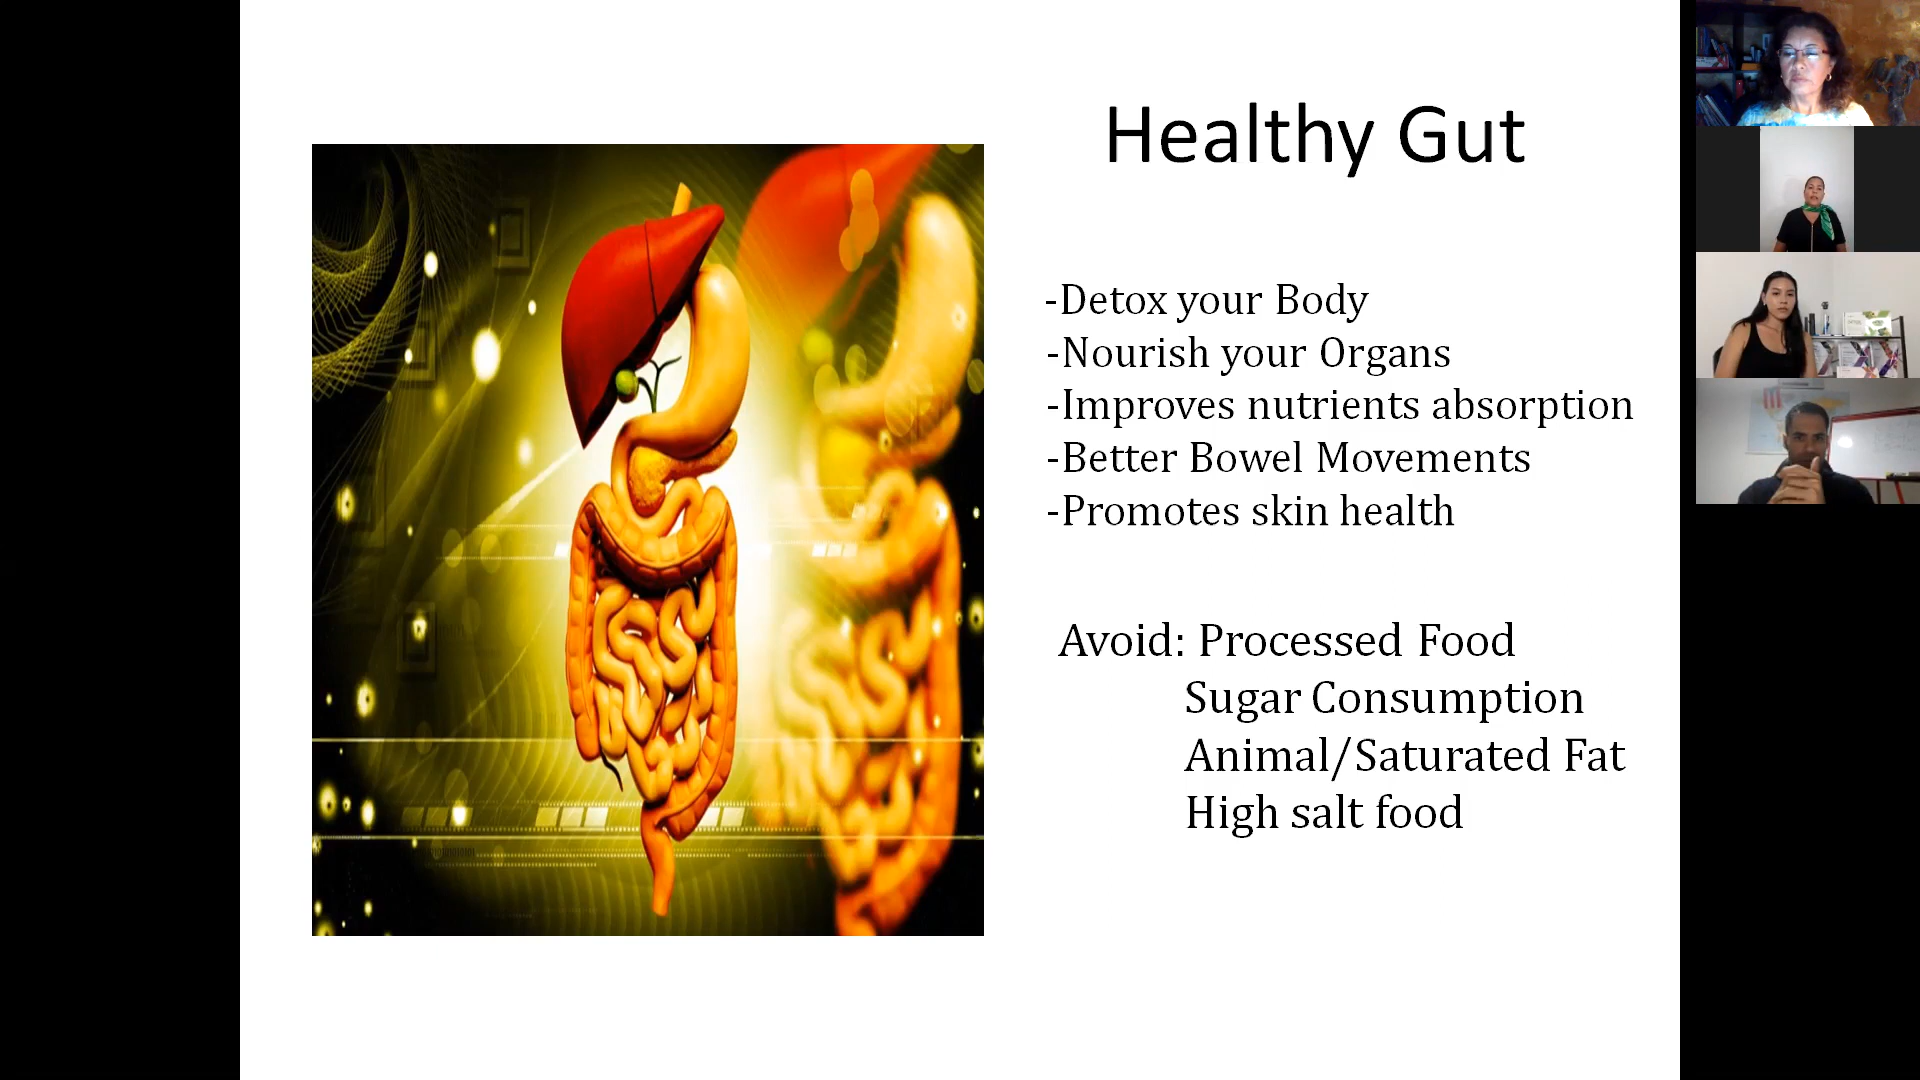 Healthy Gut
-Detox your Body
-Nourish your Organs
-Improves nutrients absorption
-Better Bowel Movements
-Promotes skin health
Avoid: Processed Food
Sugar Consumption
Animal/Saturated Fat
High salt food